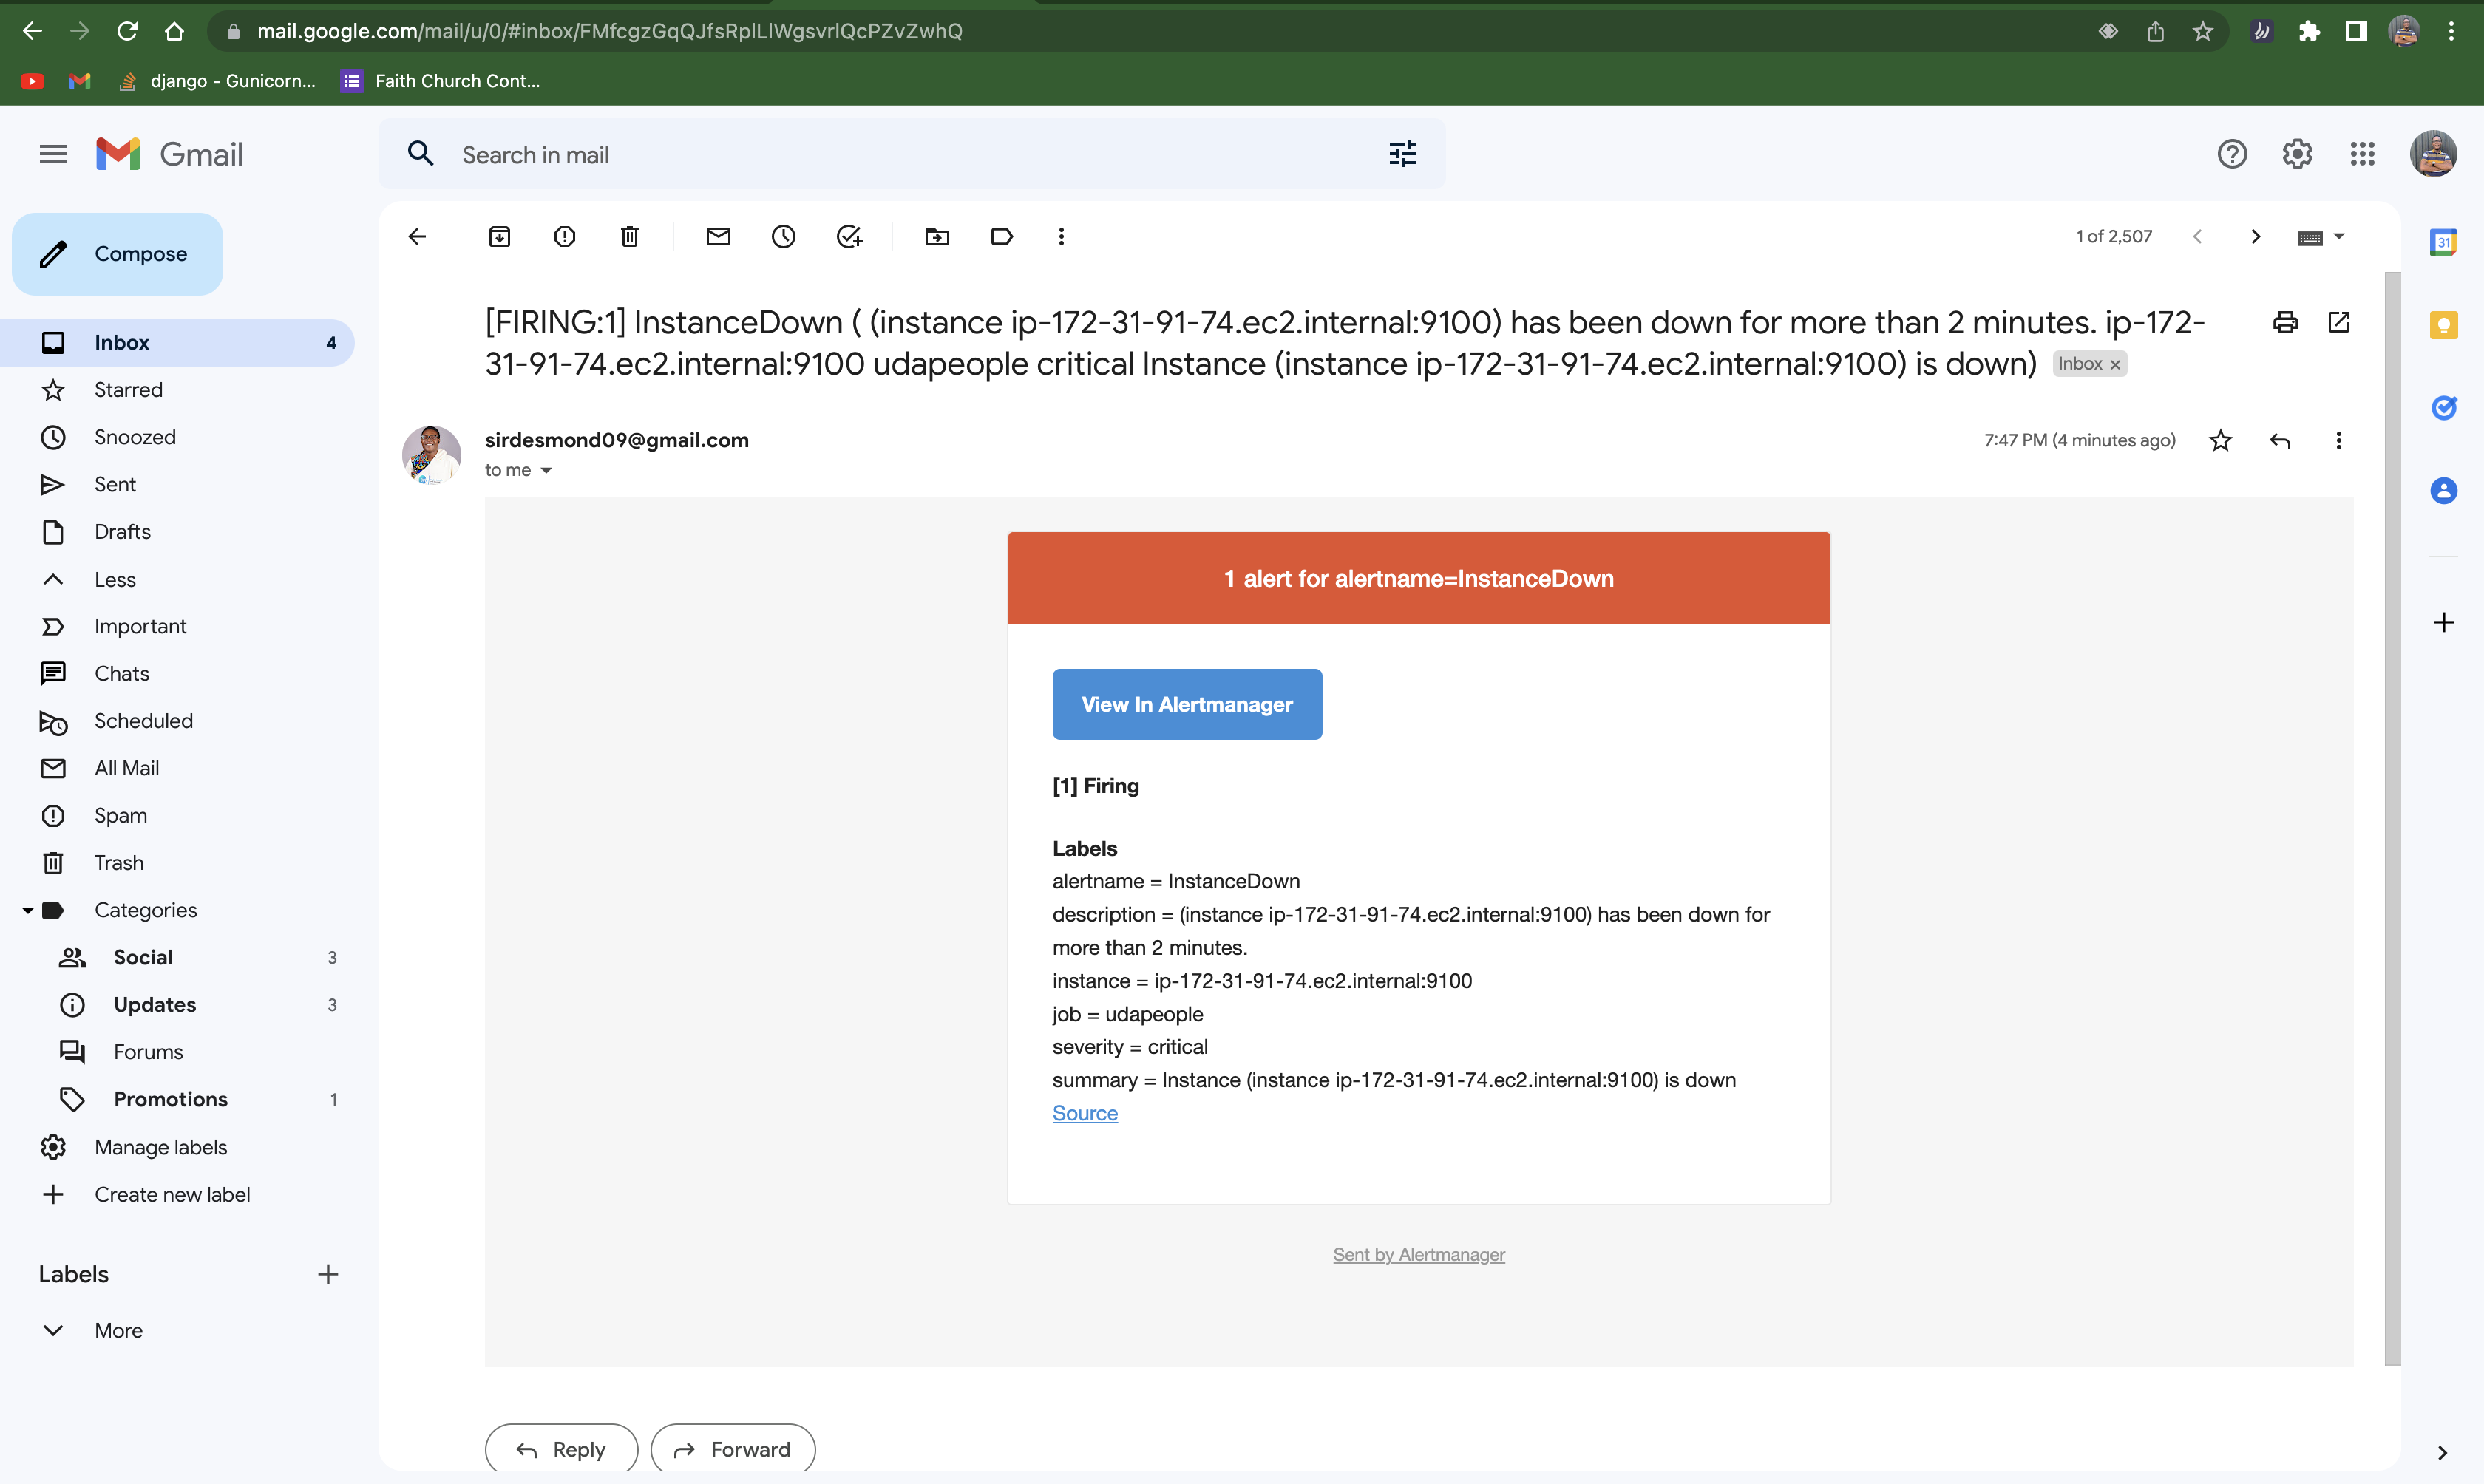 mail.google.com/mail/u/0/#inbox/FMfcgzGqQJfsRplLlWgsvrlQcPZvZwhQ
django - Gunicorn...
Faith Church Cont...
Gmail
Search in mail
Compose
1 of 2,507
31
Inbox 4
Starred
Snoozed
Sent
Drafts
Less
Important
Chats
Scheduled
All Mail
Spam
Trash
Categories
Social 3
Updates 3
Forums
Promotions 1
Manage labels
Create new label
Labels
More
[FIRING:1] InstanceDown ( (instance ip-172-31-91-74.ec2.internal:9100) has been down for more than 2 minutes. ip-172-
31-91-74.ec2.internal:9100 udapeople critical Instance (instance ip-172-31-91-74.ec2.internal:9100) is down) Inbox ×
sirdesmond09@gmail.com
7:47 PM (4 minutes ago)
to me
1 alert for alertname=InstanceDown
View In Alertmanager
[1] Firing
Labels
alertname = InstanceDown
description = (instance ip-172-31-91-74.ec2.internal:9100) has been down for
more than 2 minutes.
instance = ip-172-31-91-74.ec2.internal:9100
job = udapeople
severity = critical
summary = Instance (instance ip-172-31-91-74.ec2.internal:9100) is down
Source
Sent by Alertmanager
Reply
Forward